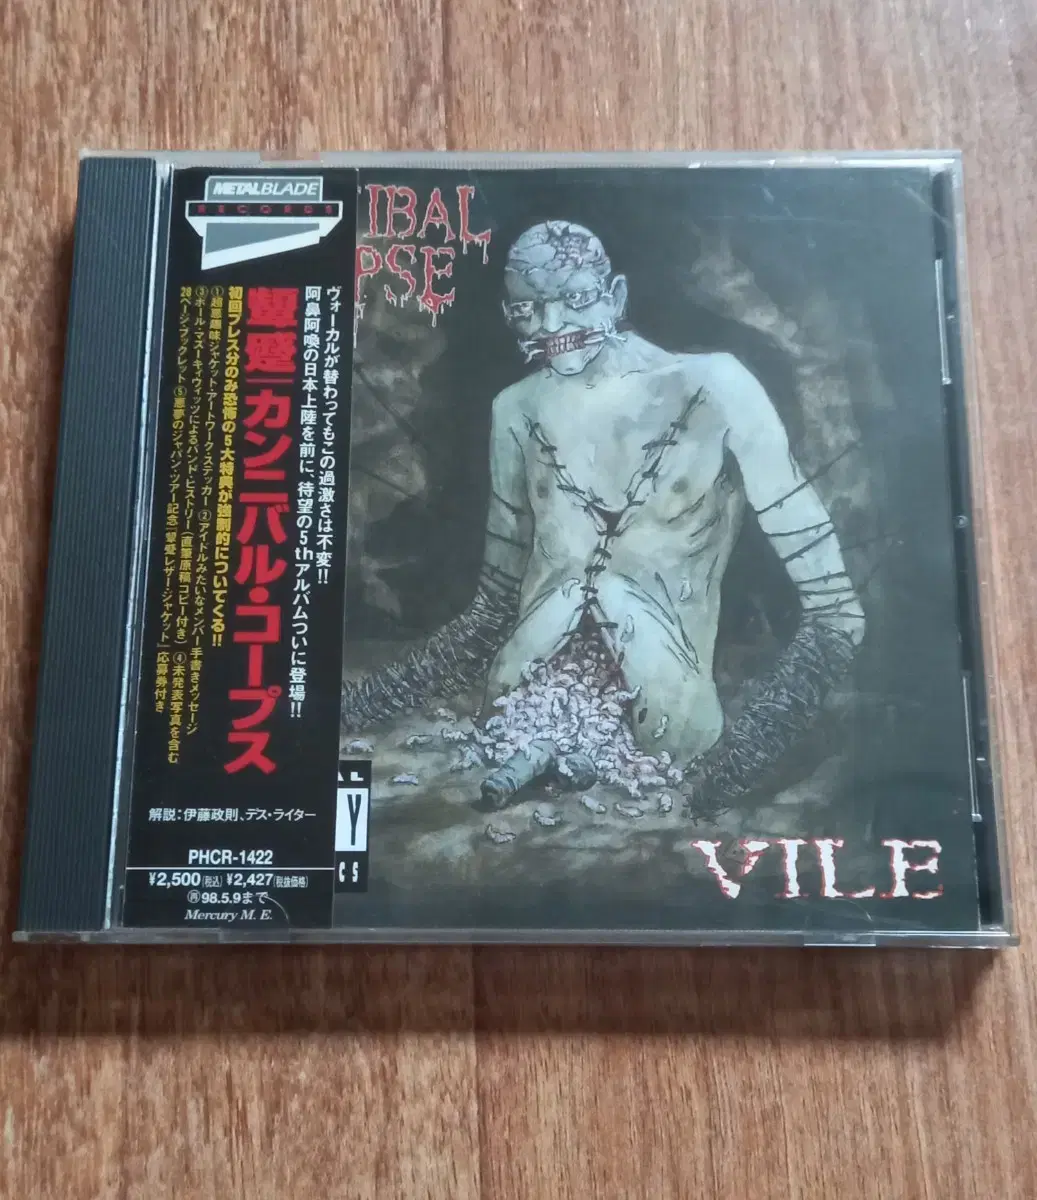 METALBLADE
RECORDS
IBAL
PSE
ヴォーカルが替わってもこの過激さは不変!!
阿鼻阿喚の日本上陸を前に、待望の5thアルバムついに登場!!
顰蹙|カンニバル・コープス
初回プレス分のみ恐怖の5大特典が強制的についてくる!!
①超悪趣味ジャケット・アートワーク・ステッカー ②アイドルみたいなメンバー手書きメッセージ
③ポール・マズーキィウィッツによるバンド・ヒストリー(直筆原稿コピー付き) ④未発表写真を含む
28ページ・ブックレット ⑤悪夢のジャパン・ツアー記念「顰蹙レザー・ジャケット」応募券付き
解説：伊藤政則、デス・ライター
PHCR-1422
¥2,500(税込) ¥2,427(税抜価格)
再98.5.9まで
Mercury M. E.
VILE